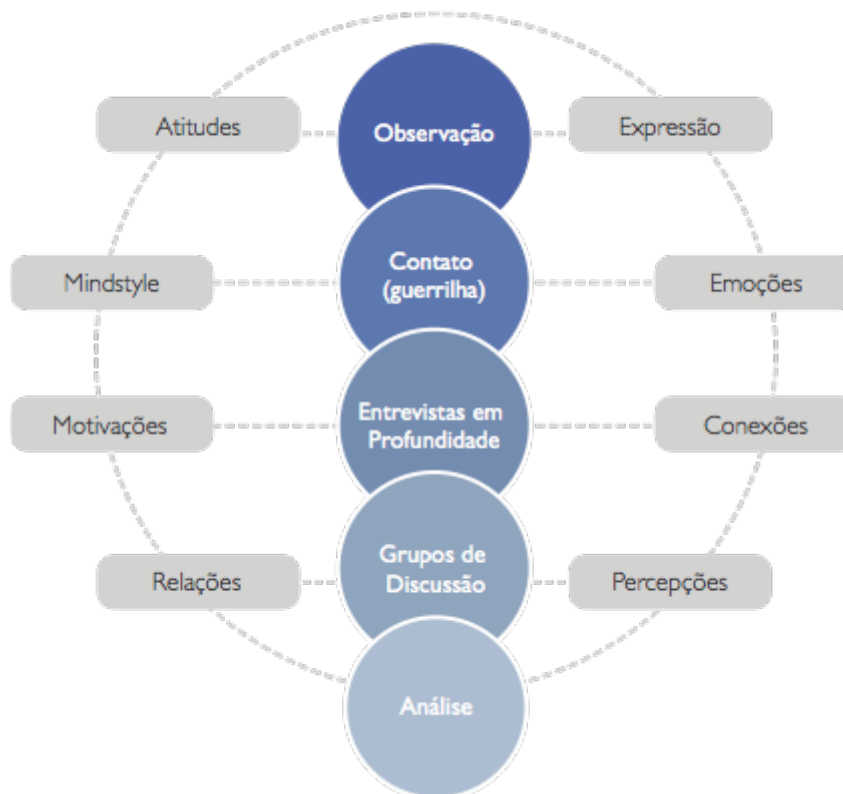 Atitudes
Observação
Expressão
Mindstyle
Contato
(guerrilha)
Emoções
Motivações
Entrevistas em
Profundidade
Conexões
Relações
Grupos de
Discussão
Percepções
Análise